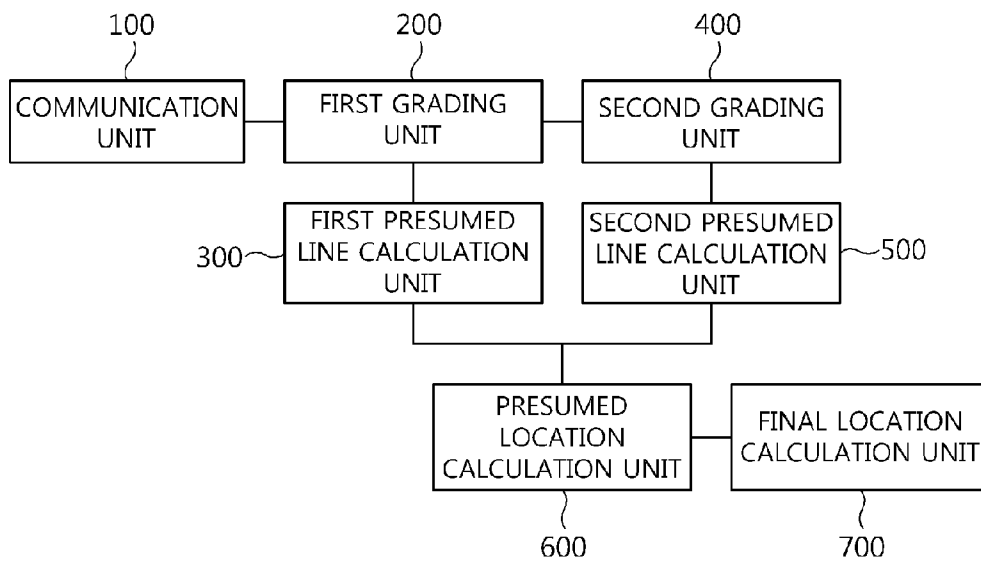 100
200
400
COMMUNICATION
UNIT
FIRST GRADING
UNIT
SECOND GRADING
UNIT
300
FIRST PRESUMED
LINE CALCULATION
UNIT
SECOND PRESUMED
LINE CALCULATION
UNIT
500
PRESUMED
LOCATION
CALCULATION UNIT
FINAL LOCATION
CALCULATION UNIT
600
700